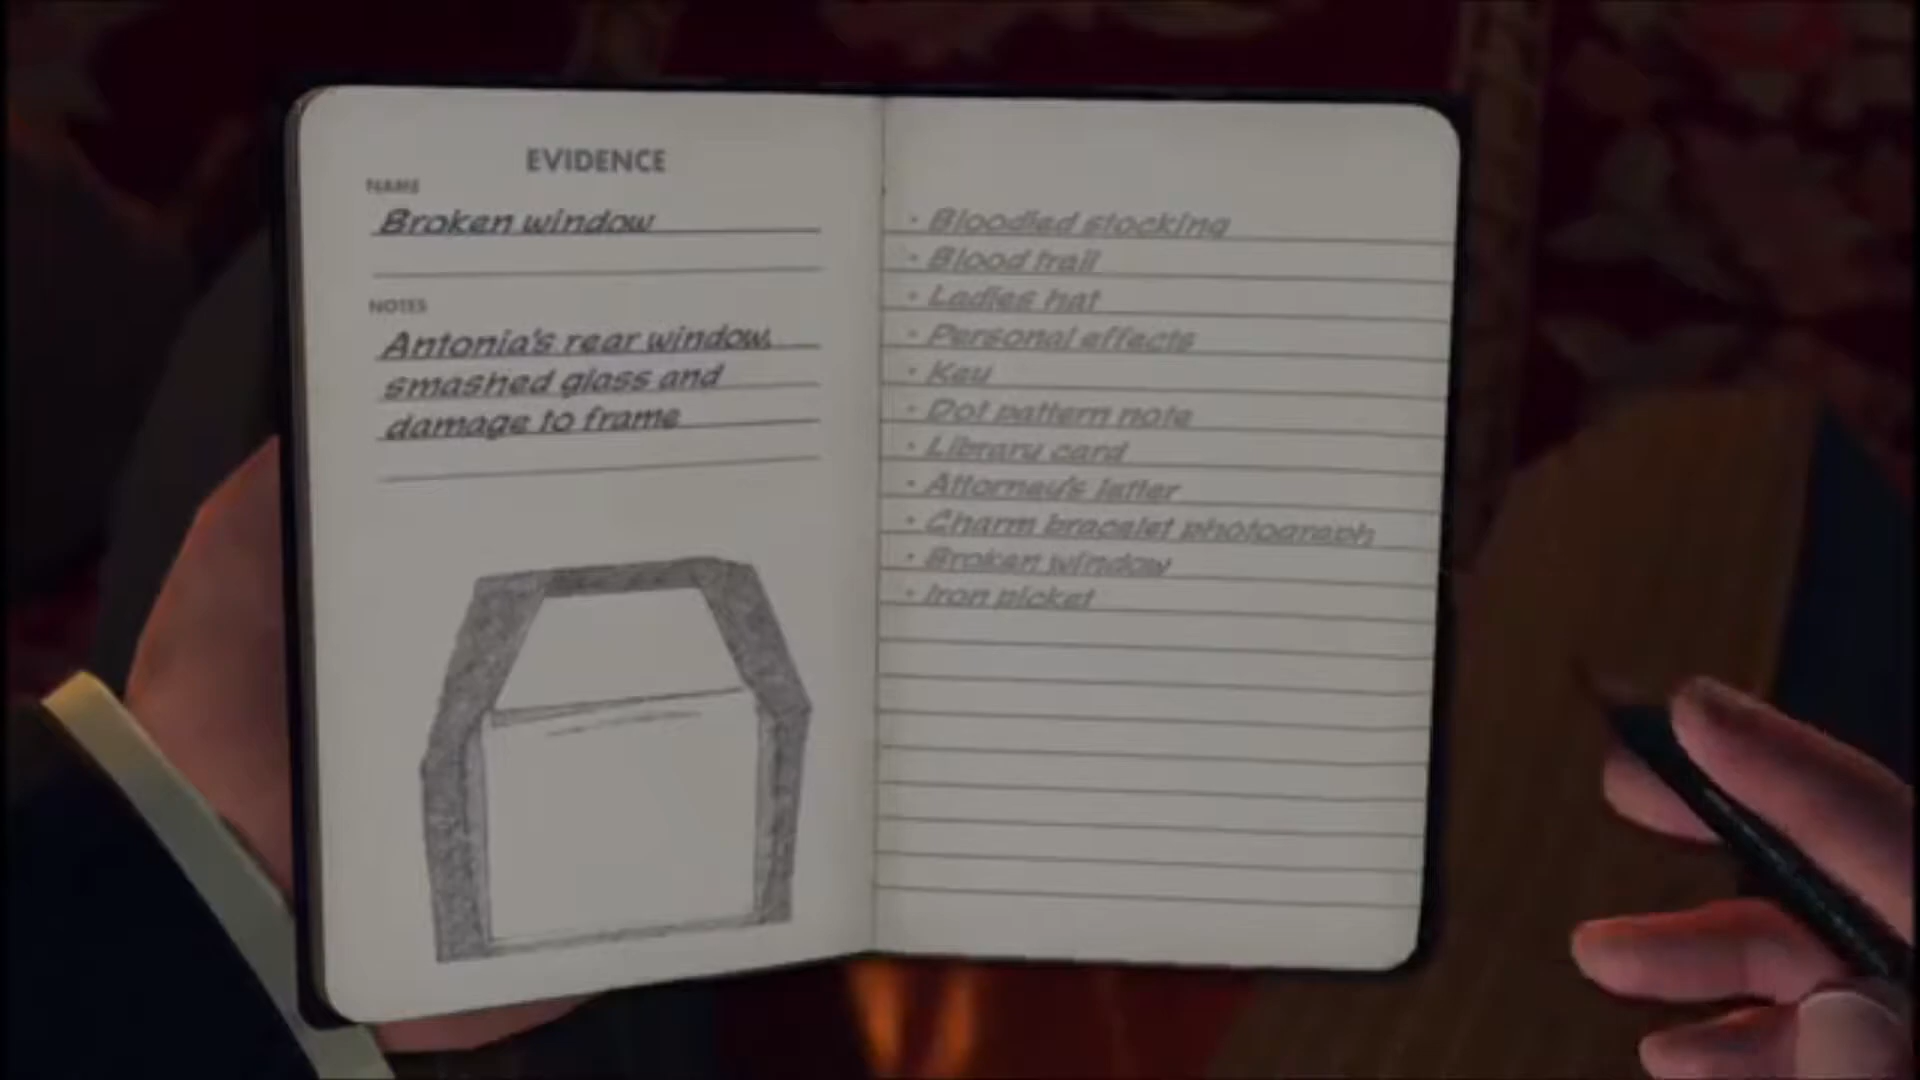 EVIDENCE
NAME
Broken window
NOTES
Antonia's rear window,
smashed glass and
damage to frame
• Bloodied stocking
• Blood trail
• Ladies hat
• Personal effects
• Key
• Dot pattern note
• Library card
• Attorney's letter
• Charm bracelet photograph
• Broken window
• Iron picket